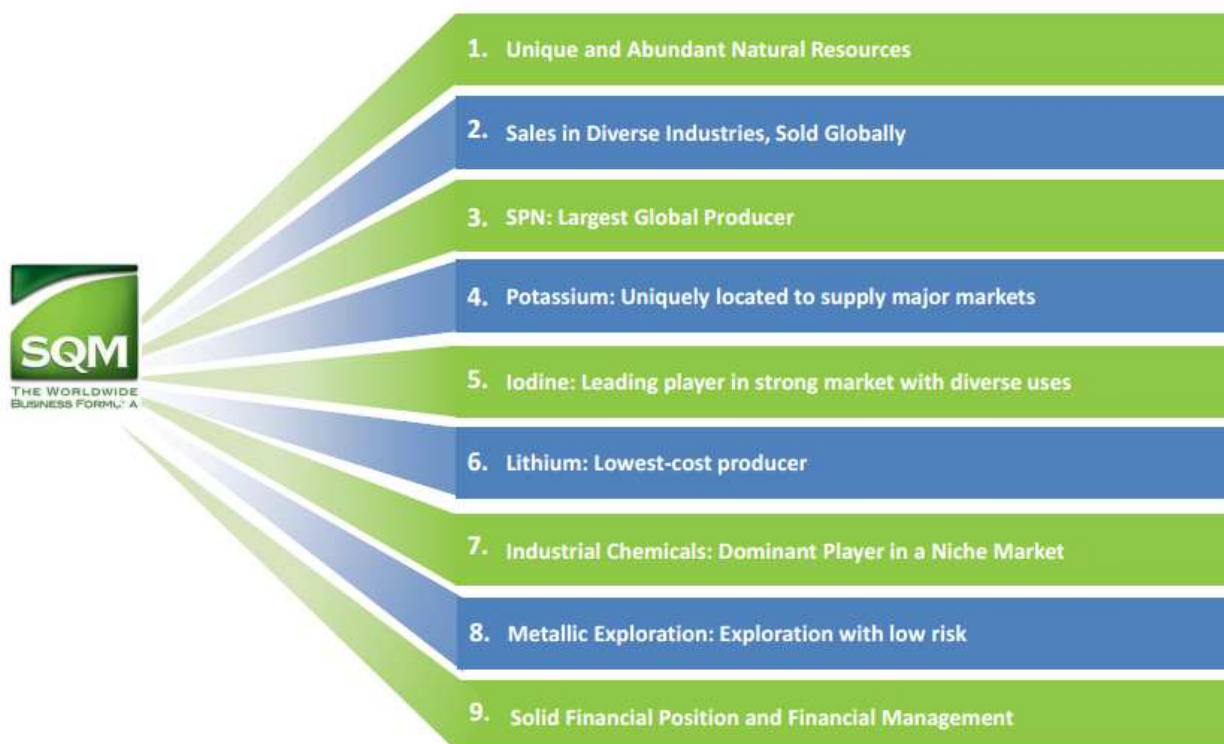 1. Unique and Abundant Natural Resources
2. Sales in Diverse Industries, Sold Globally
3. SPN: Largest Global Producer
4. Potassium: Uniquely located to supply major markets
SQM
THE WORLDWIDE
BUSINESS FORMULA
5. Iodine: Leading player in strong market with diverse uses
6. Lithium: Lowest-cost producer
7. Industrial Chemicals: Dominant Player in a Niche Market
8. Metallic Exploration: Exploration with low risk
9. Solid Financial Position and Financial Management